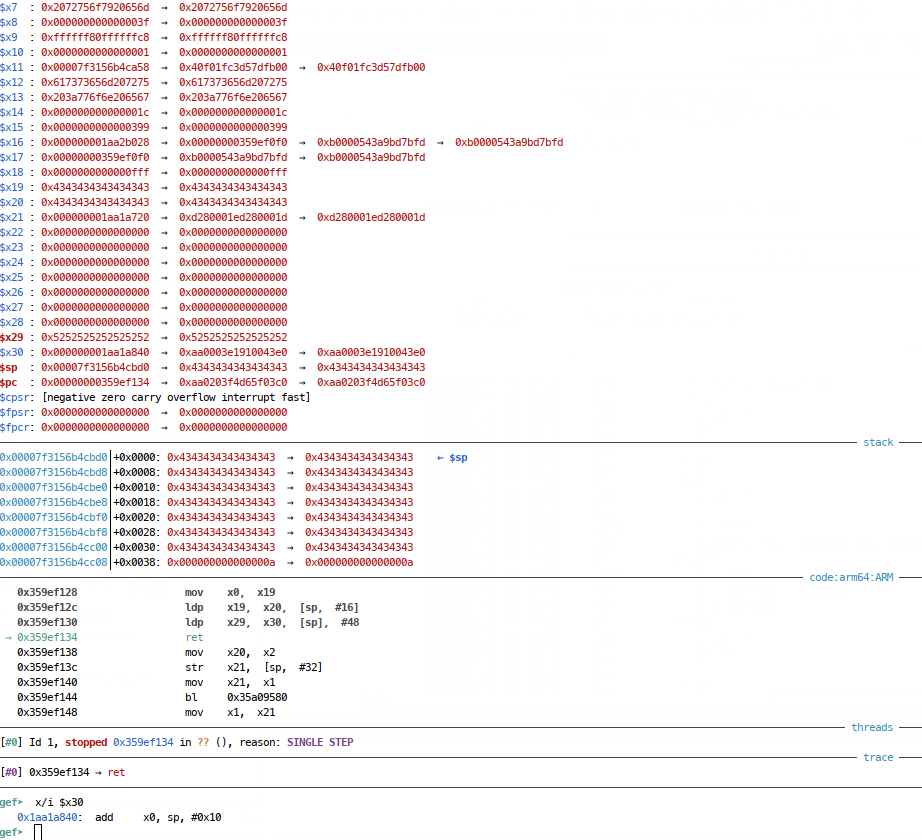 $x7 : 0x2072756f7920656d → 0x2072756f7920656d
$x8 : 0x000000000000003f → 0x000000000000003f
$x9 : 0xffffff80ffffffc8 → 0xffffff80ffffffc8
$x10 : 0x0000000000000001 → 0x0000000000000001
$x11 : 0x00007f3156b4ca58 → 0x40f01fc3d57dfb00 → 0x40f01fc3d57dfb00
$x12 : 0x617373656d207275 → 0x617373656d207275
$x13 : 0x203a776f6e206567 → 0x203a776f6e206567
$x14 : 0x000000000000001c → 0x000000000000001c
$x15 : 0x0000000000000399 → 0x0000000000000399
$x16 : 0x000000001aa2b028 → 0x00000000359ef0f0 → 0xb0000543a9bd7bfd → 0xb0000543a9bd7bfd
$x17 : 0x00000000359ef0f0 → 0xb0000543a9bd7bfd → 0xb0000543a9bd7bfd
$x18 : 0x0000000000000fff → 0x0000000000000fff
$x19 : 0x4343434343434343 → 0x4343434343434343
$x20 : 0x4343434343434343 → 0x4343434343434343
$x21 : 0x000000001aa1a720 → 0xd280001ed280001d → 0xd280001ed280001d
$x22 : 0x0000000000000000 → 0x0000000000000000
$x23 : 0x0000000000000000 → 0x0000000000000000
$x24 : 0x0000000000000000 → 0x0000000000000000
$x25 : 0x0000000000000000 → 0x0000000000000000
$x26 : 0x0000000000000000 → 0x0000000000000000
$x27 : 0x0000000000000000 → 0x0000000000000000
$x28 : 0x0000000000000000 → 0x0000000000000000
$x29 : 0x5252525252525252 → 0x5252525252525252
$x30 : 0x000000001aa1a840 → 0xaa0003e1910043e0 → 0xaa0003e1910043e0
$sp : 0x00007f3156b4cbd0 → 0x4343434343434343 → 0x4343434343434343
$pc : 0x00000000359ef134 → 0xaa0203f4d65f03c0 → 0xaa0203f4d65f03c0
$cpsr: [negative zero carry overflow interrupt fast]
$fpsr: 0x0000000000000000 → 0x0000000000000000
$fpcr: 0x0000000000000000 → 0x0000000000000000
stack
0x00007f3156b4cbd0│+0x0000: 0x4343434343434343 → 0x4343434343434343 ← $sp
0x00007f3156b4cbd8│+0x0008: 0x4343434343434343 → 0x4343434343434343
0x00007f3156b4cbe0│+0x0010: 0x4343434343434343 → 0x4343434343434343
0x00007f3156b4cbe8│+0x0018: 0x4343434343434343 → 0x4343434343434343
0x00007f3156b4cbf0│+0x0020: 0x4343434343434343 → 0x4343434343434343
0x00007f3156b4cbf8│+0x0028: 0x4343434343434343 → 0x4343434343434343
0x00007f3156b4cc00│+0x0030: 0x4343434343434343 → 0x4343434343434343
0x00007f3156b4cc08│+0x0038: 0x000000000000000a → 0x000000000000000a
code:arm64:ARM
0x359ef128 mov x0, x19
0x359ef12c ldp x19, x20, [sp, #16]
0x359ef130 ldp x29, x30, [sp], #48
→ 0x359ef134 ret
0x359ef138 mov x20, x2
0x359ef13c str x21, [sp, #32]
0x359ef140 mov x21, x1
0x359ef144 bl 0x35a09580
0x359ef148 mov x1, x21
threads
[#0] Id 1, stopped 0x359ef134 in ?? (), reason: SINGLE STEP
trace
[#0] 0x359ef134 → ret
gef➤ x/i $x30
0x1aa1a840: add x0, sp, #0x10
gef➤